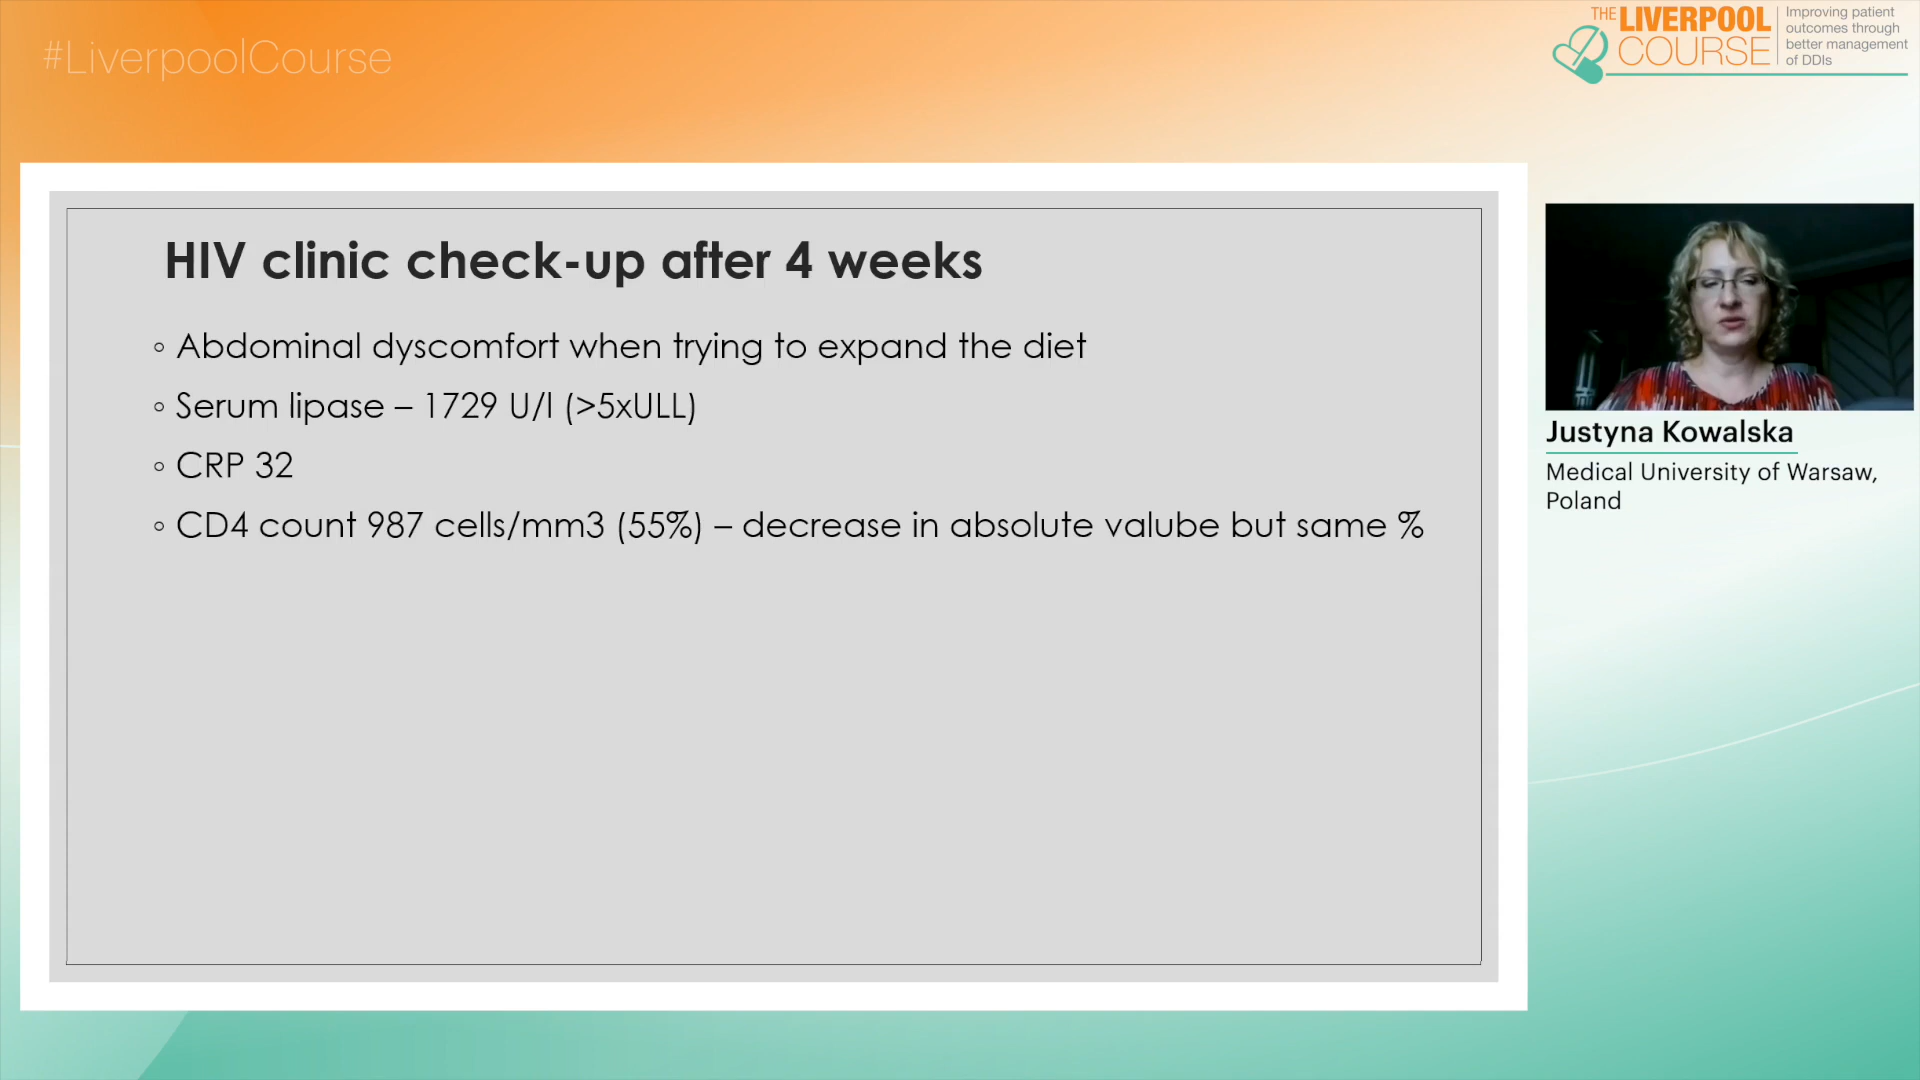 #LiverpoolCourse
THE LIVERPOOL
COURSE
Improving patient
outcomes through
better management
of DDIs
HIV clinic check-up after 4 weeks
◦ Abdominal dyscomfort when trying to expand the diet
◦ Serum lipase – 1729 U/l (>5xULL)
◦ CRP 32
◦ CD4 count 987 cells/mm3 (55%) – decrease in absolute valube but same %
Justyna Kowalska
Medical University of Warsaw,
Poland